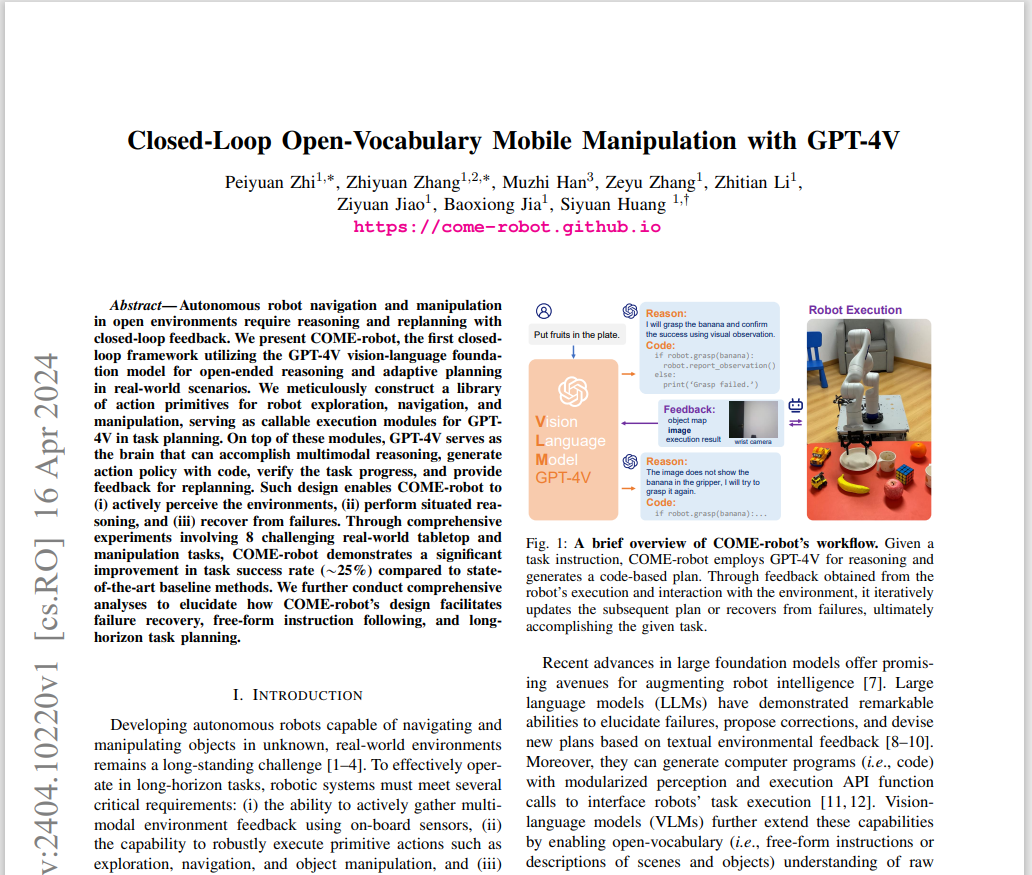 Closed-Loop Open-Vocabulary Mobile Manipulation with GPT-4V
Peiyuan Zhi1,*, Zhiyuan Zhang1,2,*, Muzhi Han3, Zeyu Zhang1, Zhitian Li1,
Ziyuan Jiao1, Baoxiong Jia1, Siyuan Huang 1,†
https://come-robot.github.io
v:2404.10220v1 [cs.RO] 16 Apr 2024
Abstract—Autonomous robot navigation and manipulation
in open environments require reasoning and replanning with
closed-loop feedback. We present COME-robot, the first closed-
loop framework utilizing the GPT-4V vision-language founda-
tion model for open-ended reasoning and adaptive planning
in real-world scenarios. We meticulously construct a library
of action primitives for robot exploration, navigation, and
manipulation, serving as callable execution modules for GPT-
4V in task planning. On top of these modules, GPT-4V serves as
the brain that can accomplish multimodal reasoning, generate
action policy with code, verify the task progress, and provide
feedback for replanning. Such design enables COME-robot to
(i) actively perceive the environments, (ii) perform situated rea-
soning, and (iii) recover from failures. Through comprehensive
experiments involving 8 challenging real-world tabletop and
manipulation tasks, COME-robot demonstrates a significant
improvement in task success rate (~25%) compared to state-
of-the-art baseline methods. We further conduct comprehensive
analyses to elucidate how COME-robot's design facilitates
failure recovery, free-form instruction following, and long-
horizon task planning.
I. INTRODUCTION
Developing autonomous robots capable of navigating and
manipulating objects in unknown, real-world environments
remains a long-standing challenge [1–4]. To effectively oper-
ate in long-horizon tasks, robotic systems must meet several
critical requirements: (i) the ability to actively gather multi-
modal environment feedback using on-board sensors, (ii)
the capability to robustly execute primitive actions such as
exploration, navigation, and object manipulation, and (iii)
Put fruits in the plate.
Vision
Language
Model
GPT-4V
Reason:
I will grasp the banana and confirm
the success using visual observation.
Code:
if robot.grasp(banana):
robot.report_observation()
else:
print('Grasp failed.')
Feedback:
object map
image
execution result
wrist camera
Reason:
The image does not show the
banana in the gripper, I will try to
grasp it again.
Code:
if robot.grasp(banana):...
Robot Execution
Fig. 1: A brief overview of COME-robot's workflow. Given a
task instruction, COME-robot employs GPT-4V for reasoning and
generates a code-based plan. Through feedback obtained from the
robot's execution and interaction with the environment, it iteratively
updates the subsequent plan or recovers from failures, ultimately
accomplishing the given task.
Recent advances in large foundation models offer promis-
ing avenues for augmenting robot intelligence [7]. Large
language models (LLMs) have demonstrated remarkable
abilities to elucidate failures, propose corrections, and devise
new plans based on textual environmental feedback [8–10].
Moreover, they can generate computer programs (i.e., code)
with modularized perception and execution API function
calls to interface robots' task execution [11, 12]. Vision-
language models (VLMs) further extend these capabilities
by enabling open-vocabulary (i.e., free-form instructions or
descriptions of scenes and objects) understanding of raw